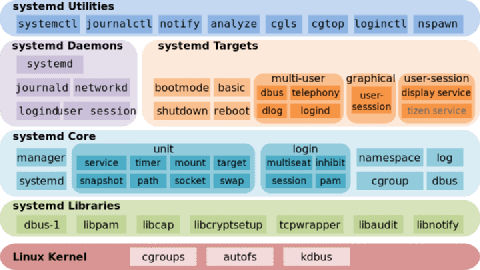 systemd Utilities
systemctl journalctl notify analyze cgls cgtop loginctl nspawn
systemd Daemons
systemd
journald networkd
logind user session
systemd Targets
bootmode basic
shutdown reboot
multi-user
dbus telephony
dlog logind
graphical
user-
sesssion
user-session
display service
tizen service
systemd Core
manager
systemd
unit
service timer mount target
snapshot path socket swap
login
multiseat inhibit
session pam
namespace log
cgroup dbus
systemd Libraries
dbus-1 libpam libcap libcryptsetup tcpwrapper libaudit libnotify
Linux Kernel
cgroups autofs kdbus